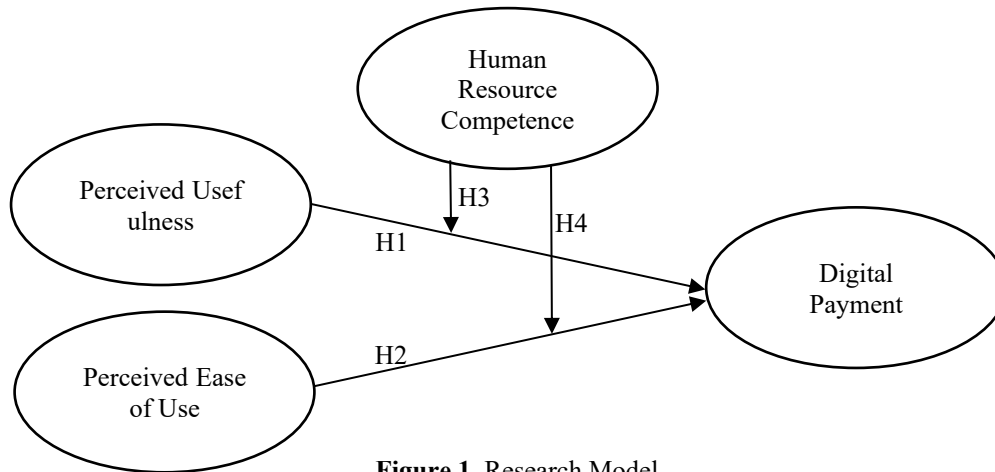 Human
Resource
Competence
Perceived Usef
ulness
H3
H4
H1
Digital
Payment
H2
Perceived Ease
of Use
Figure 1. Research Model